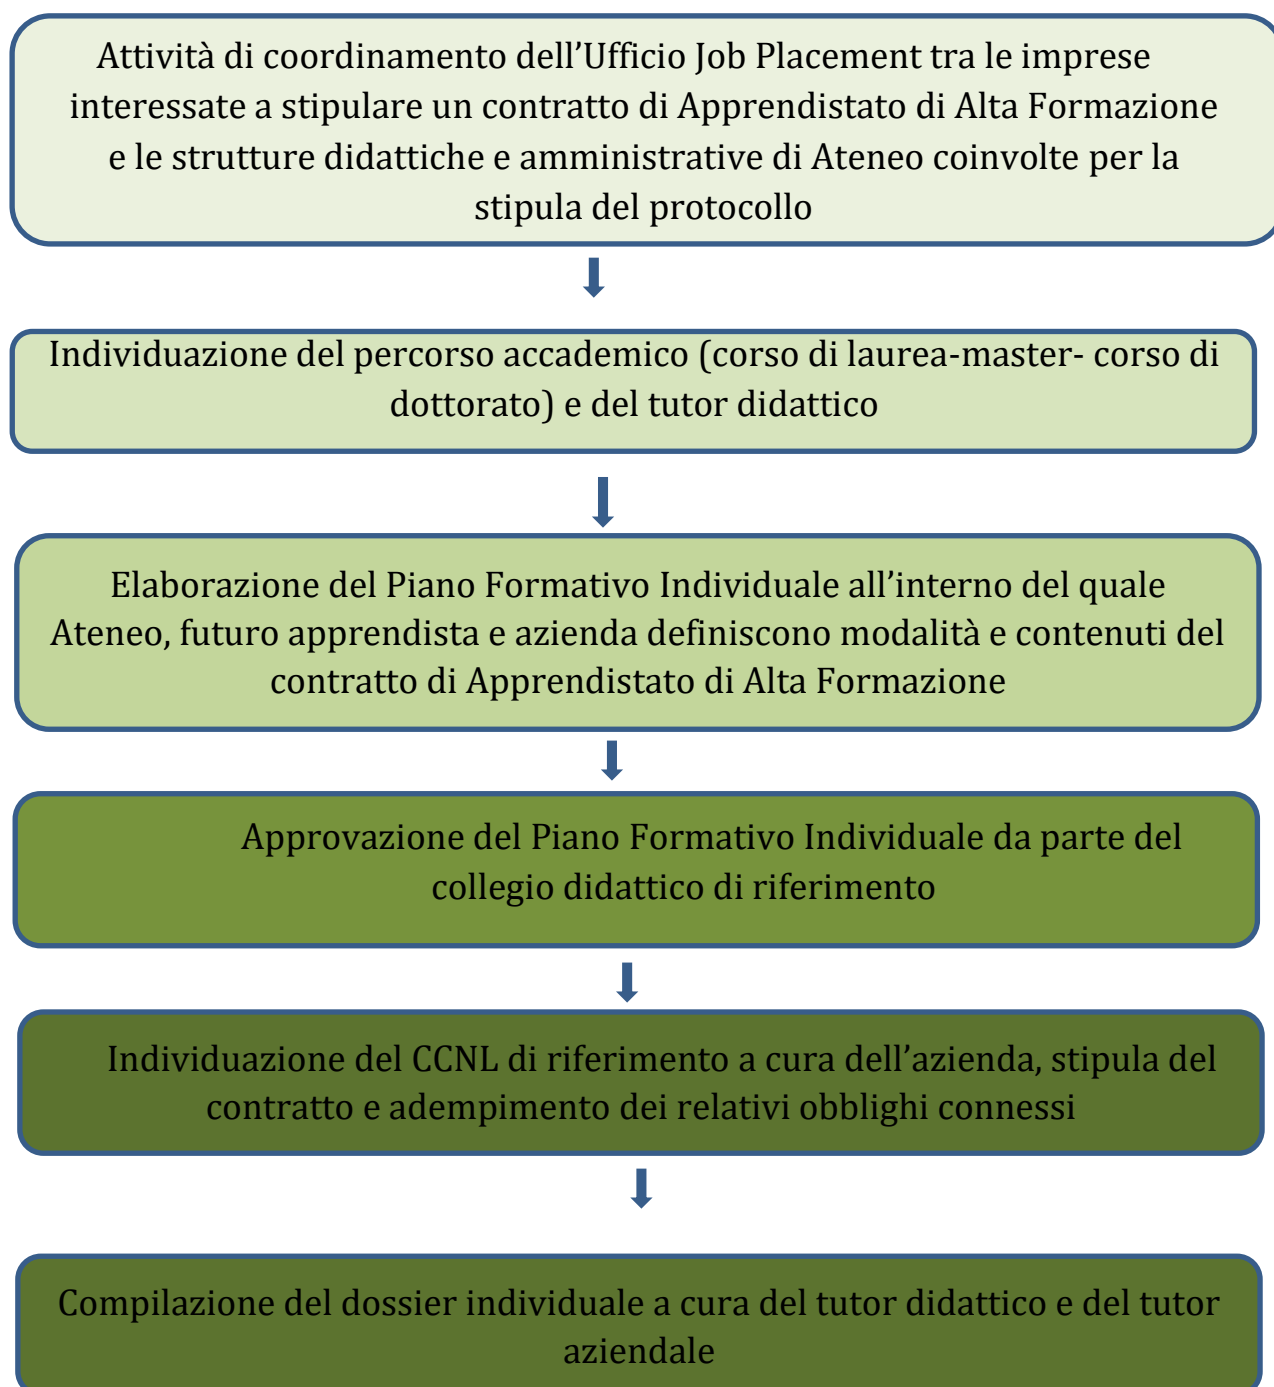 Attività di coordinamento dell’Ufficio Job Placement tra le imprese
interessate a stipulare un contratto di Apprendistato di Alta Formazione
e le strutture didattiche e amministrative di Ateneo coinvolte per la
stipula del protocollo
Individuazione del percorso accademico (corso di laurea-master- corso di
dottorato) e del tutor didattico
Elaborazione del Piano Formativo Individuale all’interno del quale
Ateneo, futuro apprendista e azienda definiscono modalità e contenuti del
contratto di Apprendistato di Alta Formazione
Approvazione del Piano Formativo Individuale da parte del
collegio didattico di riferimento
Individuazione del CCNL di riferimento a cura dell’azienda, stipula del
contratto e adempimento dei relativi obblighi connessi
Compilazione del dossier individuale a cura del tutor didattico e del tutor
aziendale